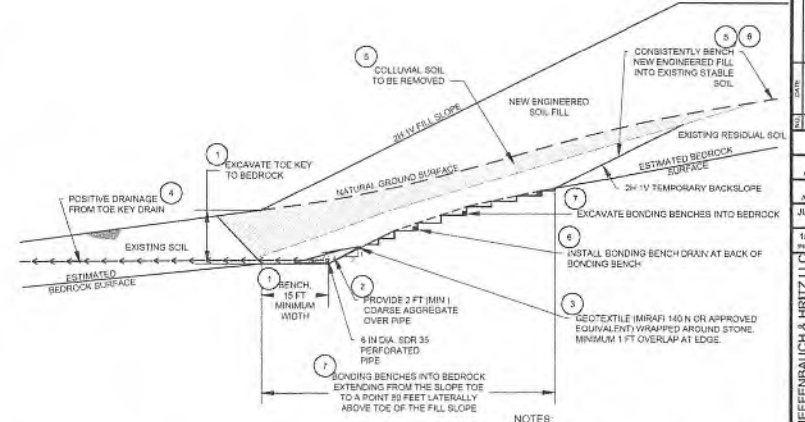 5
COLLUVIAL SOIL
TO BE REMOVED
5
8
CONSISTENTLY BENCH
NEW ENGINEERED FILL
INTO EXISTING STABLE
SOIL
NEW ENGINEERED
SOIL FILL
2H:1V FILL SLOPE
1
EXCAVATE TOE KEY
TO BEDROCK
NATURAL GROUND SURFACE
EXISTING RESIDUAL SOIL
ESTIMATED BEDROCK
SURFACE
2H:1V TEMPORARY BACKSLOPE
POSITIVE DRAINAGE
FROM TOE KEY DRAIN
4
EXISTING SOIL
ESTIMATED
BEDROCK SURFACE
7
EXCAVATE BONDING BENCHES INTO BEDROCK
6
INSTALL BONDING BENCH DRAIN AT BACK OF
BONDING BENCH
1
BENCH,
15 FT
MINIMUM
WIDTH
2
PROVIDE 2 FT (MIN.)
COARSE AGGREGATE
OVER PIPE
3
GEOTEXTILE (MIRAFI 140 N OR APPROVED
EQUIVALENT) WRAPPED AROUND STONE.
MINIMUM 1 FT OVERLAP AT EDGE.
6 IN DIA. SDR 35
PERFORATED
PIPE
7
BONDING BENCHES INTO BEDROCK
EXTENDING FROM THE SLOPE TOE
TO A POINT 80 FEET LATERALLY
ABOVE TOE OF THE FILL SLOPE
NOTES:
DATE
NO.